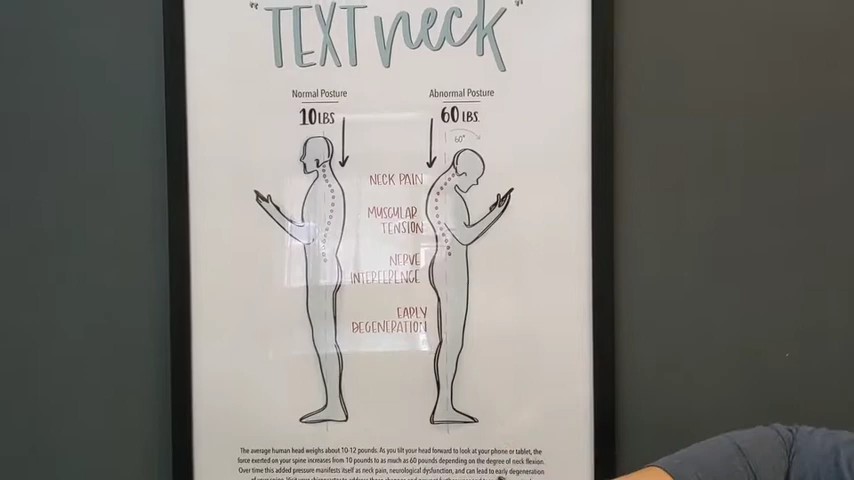 "TEXT neck"
Normal Posture
10 LBS
Abnormal Posture
60 LBS.
60°
NECK PAIN
MUSCULAR
TENSION
NERVE
INTERFERENCE
EARLY
DEGENERATION
The average human head weighs about 10-12 pounds. As you tilt your head forward to look at your phone or tablet, the
force exerted on your spine increases from 10 pounds to as much as 60 pounds depending on the degree of neck flexion.
Over time this added pressure manifests itself as neck pain, neurological dysfunction, and can lead to early degeneration